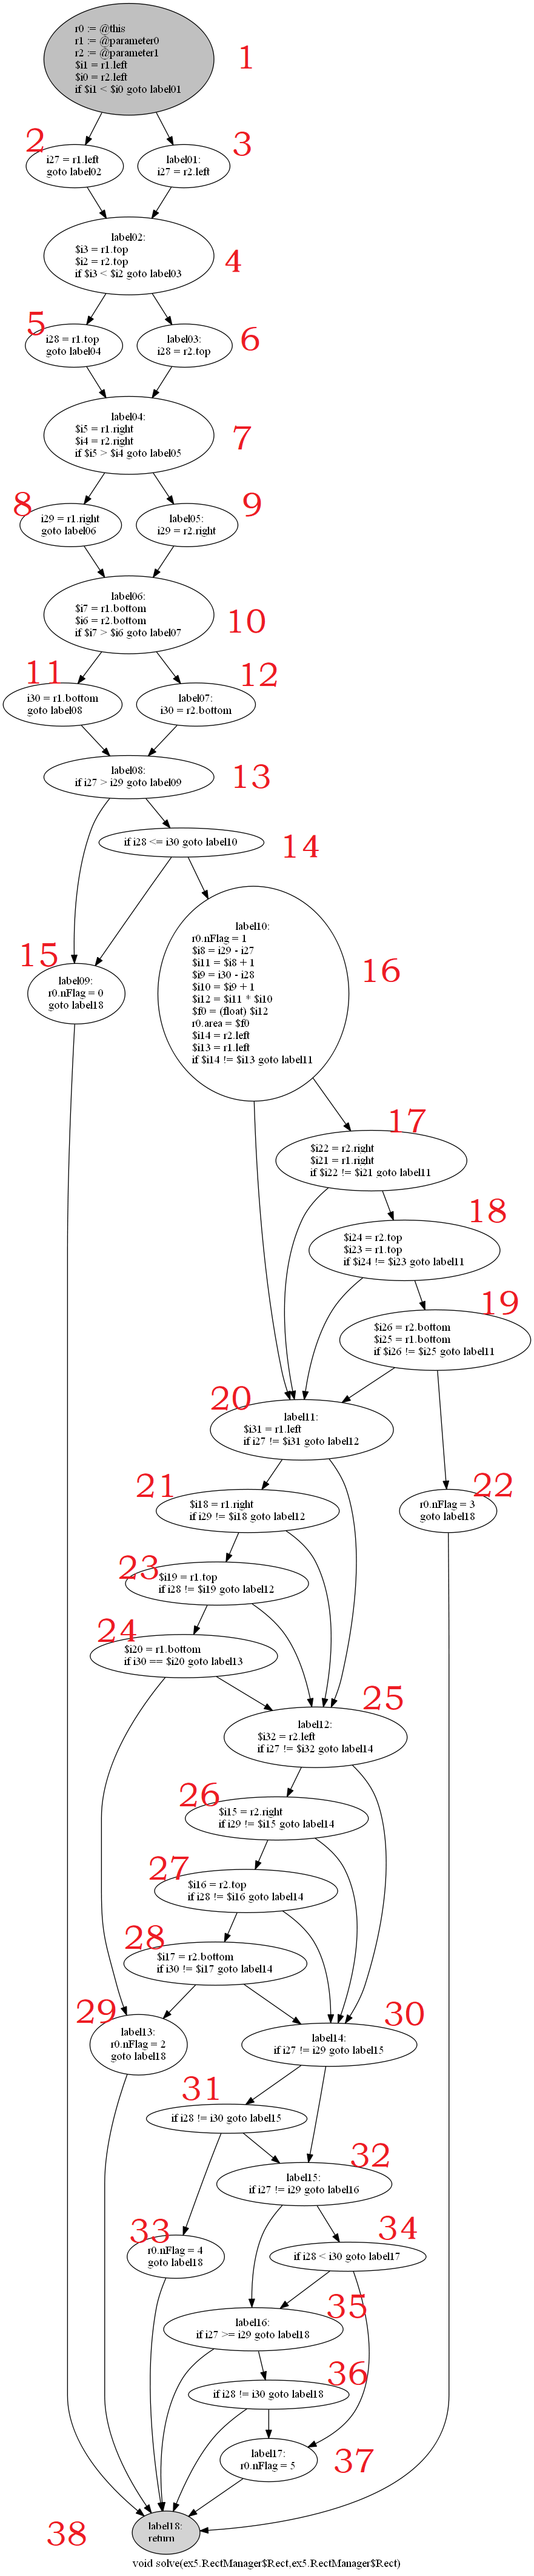 r0 := @this
r1 := @parameter0
r2 := @parameter1
$i1 = r1.left
$i0 = r2.left
if $i1 < $i0 goto label01
1
2
i27 = r1.left
goto label02
3
label01:
i27 = r2.left
label02:
$i3 = r1.top
$i2 = r2.top
if $i3 < $i2 goto label03
4
5
i28 = r1.top
goto label04
6
label03:
i28 = r2.top
label04:
$i5 = r1.right
$i4 = r2.right
if $i5 > $i4 goto label05
7
8
i29 = r1.right
goto label06
9
label05:
i29 = r2.right
label06:
$i7 = r1.bottom
$i6 = r2.bottom
if $i7 > $i6 goto label07
10
11
i30 = r1.bottom
goto label08
12
label07:
i30 = r2.bottom
label08:
if i27 > i29 goto label09
13
if i28 <= i30 goto label10
14
15
label09:
r0.nFlag = 0
goto label18
label10:
r0.nFlag = 1
$i8 = i29 - i27
$i11 = $i8 + 1
$i9 = i30 - i28
$i10 = $i9 + 1
$i12 = $i11 * $i10
$f0 = (float) $i12
r0.area = $f0
$i14 = r2.left
$i13 = r1.left
if $i14 != $i13 goto label11
16
17
$i22 = r2.right
$i21 = r1.right
if $i22 != $i21 goto label11
18
$i24 = r2.top
$i23 = r1.top
if $i24 != $i23 goto label11
19
$i26 = r2.bottom
$i25 = r1.bottom
if $i26 != $i25 goto label11
20
label11:
$i31 = r1.left
if i27 != $i31 goto label12
21
$i18 = r1.right
if i29 != $i18 goto label12
22
r0.nFlag = 3
goto label18
23
$i19 = r1.top
if i28 != $i19 goto label12
24
$i20 = r1.bottom
if i30 == $i20 goto label13
25
label12:
$i32 = r2.left
if i27 != $i32 goto label14
26
$i15 = r2.right
if i29 != $i15 goto label14
27
$i16 = r2.top
if i28 != $i16 goto label14
28
$i17 = r2.bottom
if i30 != $i17 goto label14
29
label13:
r0.nFlag = 2
goto label18
30
label14:
if i27 != i29 goto label15
31
if i28 != i30 goto label15
32
label15:
if i27 != i29 goto label16
33
r0.nFlag = 4
goto label18
34
if i28 < i30 goto label17
35
label16:
if i27 >= i29 goto label18
36
if i28 != i30 goto label18
37
label17:
r0.nFlag = 5
38
label18:
return
void solve(ex5.RectManager$Rect,ex5.RectManager$Rect)